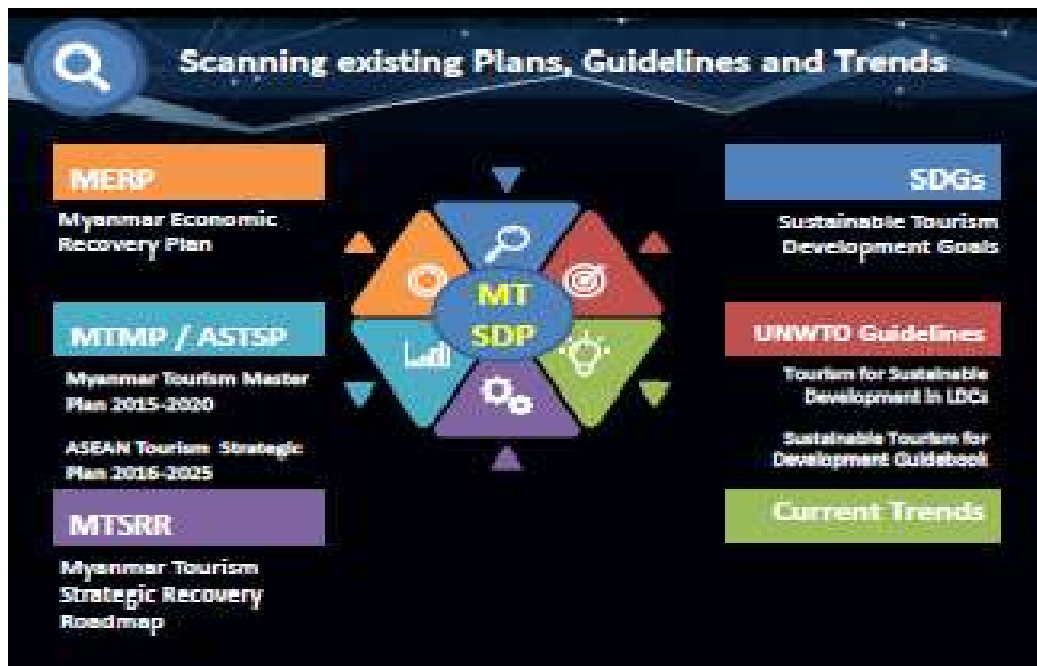 Scanning existing Plans, Guidelines and Trends
MERP
Myanmar Economic
Recovery Plan
MTMP / ASTSP
Myanmar Tourism Master
Plan 2015-2020
ASEAN Tourism Strategic
Plan 2016-2025
MTSRR
Myanmar Tourism
Strategic Recovery
Roadmap
MT
SDP
SDGs
Sustainable Tourism
Development Goals
UNWTO Guidelines
Tourism for Sustainable
Development in LDCs
Sustainable Tourism for
Development Guidebook
Current Trends